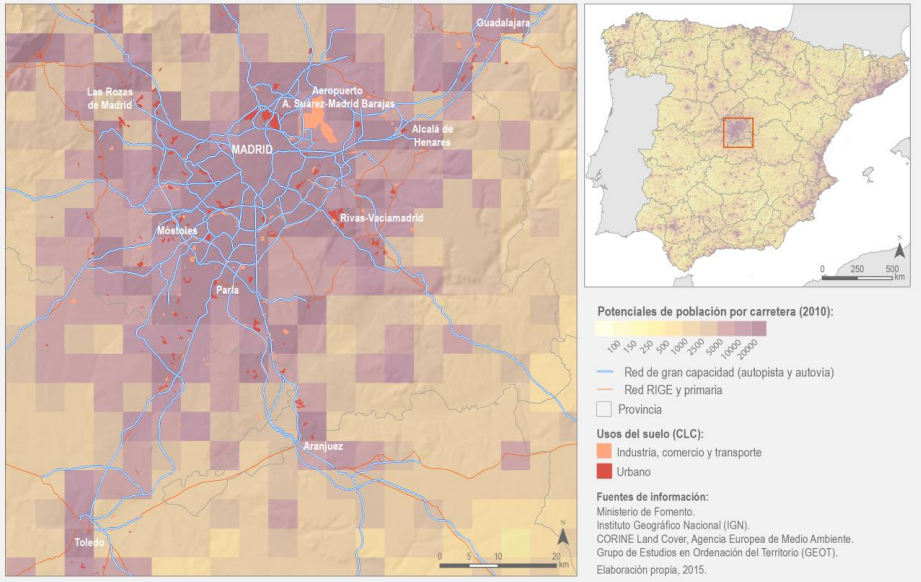 Guadalajara
Las Rozas
de Madrid
Aeropuerto
A. Suárez-Madrid Barajas
Alcalá de
Henares
MADRID
Rivas-Vaciamadrid
Móstoles
Parla
Aranjuez
Toledo
N
0 5 10 20
km
N
0 250 500
km
Potenciales de población por carretera (2010):
100 150 250 500 1000 2500 5000 10000 20000
Red de gran capacidad (autopista y autovía)
Red RIGE y primaria
Provincia
Usos del suelo (CLC):
Industria, comercio y transporte
Urbano
Fuentes de información:
Ministerio de Fomento.
Instituto Geográfico Nacional (IGN).
CORINE Land Cover, Agencia Europea de Medio Ambiente.
Grupo de Estudios en Ordenación del Territorio (GEOT).
Elaboración propia, 2015.